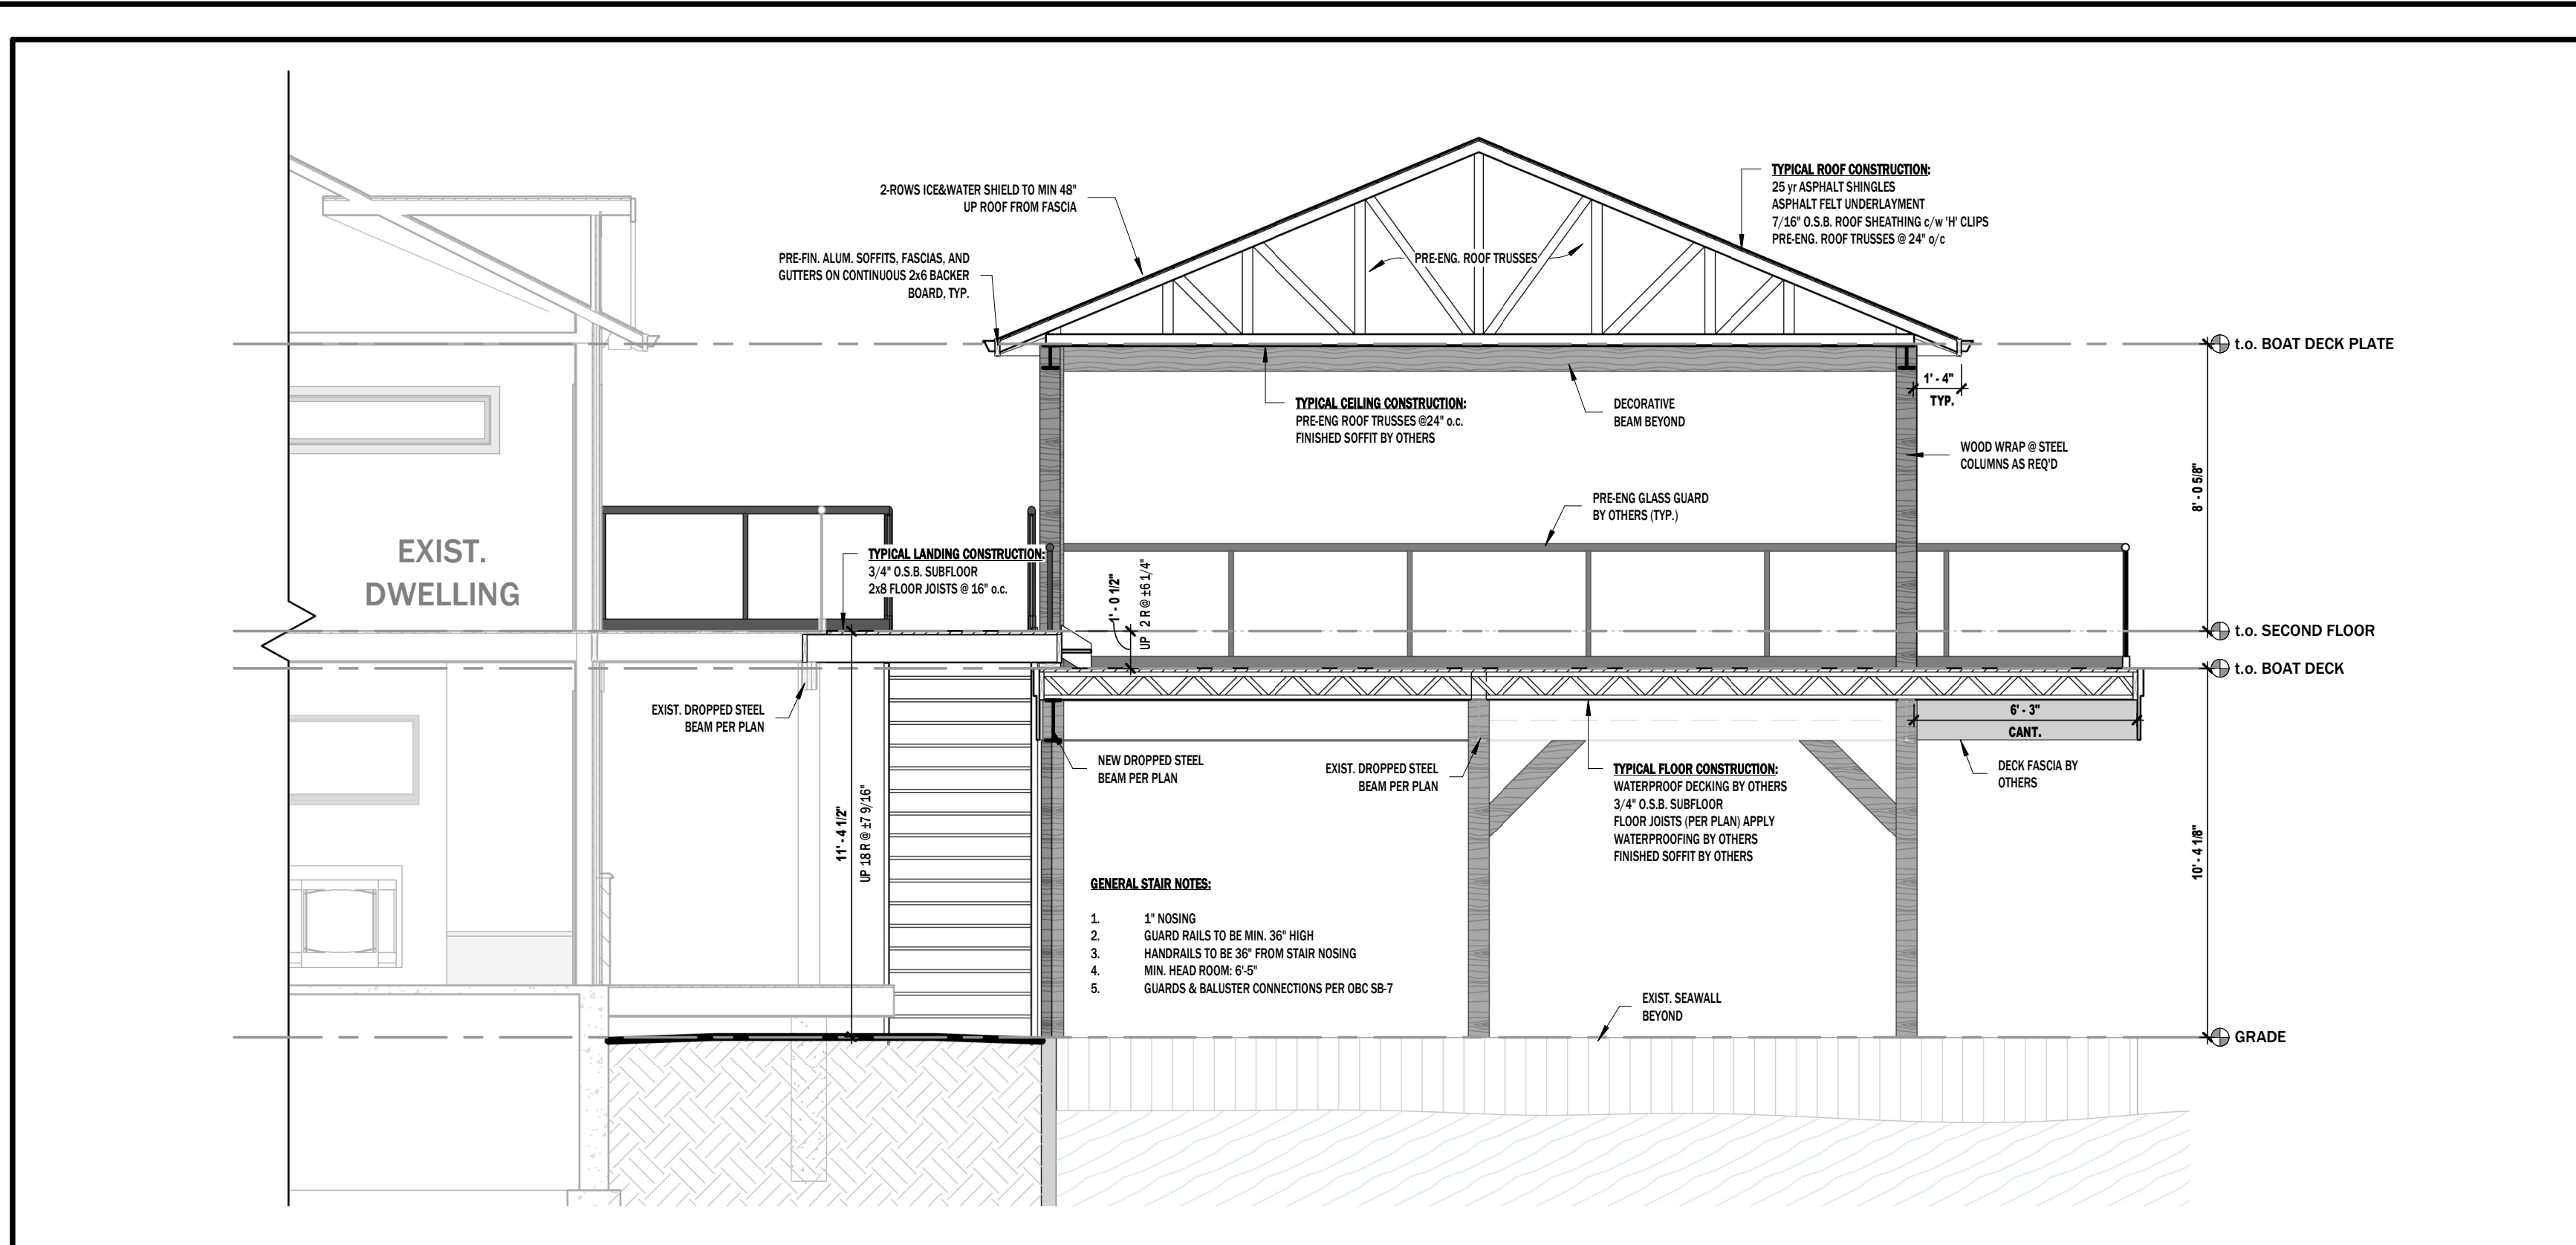 2-ROWS ICE&WATER SHIELD TO MIN 48"
UP ROOF FROM FASCIA
PRE-FIN. ALUM. SOFFITS, FASCIAS, AND
GUTTERS ON CONTINUOUS 2x6 BACKER
BOARD, TYP.
TYPICAL ROOF CONSTRUCTION:
25 yr ASPHALT SHINGLES
ASPHALT FELT UNDERLAYMENT
7/16" O.S.B. ROOF SHEATHING c/w 'H' CLIPS
PRE-ENG. ROOF TRUSSES @ 24" o/c
PRE-ENG. ROOF TRUSSES
t.o. BOAT DECK PLATE
1' - 4"
TYP.
TYPICAL CEILING CONSTRUCTION:
PRE-ENG ROOF TRUSSES @24" o.c.
FINISHED SOFFIT BY OTHERS
DECORATIVE
BEAM BEYOND
WOOD WRAP @ STEEL
COLUMNS AS REQ'D
8' - 0 5/8"
PRE-ENG GLASS GUARD
BY OTHERS (TYP.)
EXIST.
DWELLING
TYPICAL LANDING CONSTRUCTION:
3/4" O.S.B. SUBFLOOR
2x8 FLOOR JOISTS @ 16" o.c.
1' - 0 1/2"
UP 2 R @ ±6 1/4"
t.o. SECOND FLOOR
t.o. BOAT DECK
EXIST. DROPPED STEEL
BEAM PER PLAN
6' - 3"
CANT.
NEW DROPPED STEEL
BEAM PER PLAN
EXIST. DROPPED STEEL
BEAM PER PLAN
TYPICAL FLOOR CONSTRUCTION:
WATERPROOF DECKING BY OTHERS
3/4" O.S.B. SUBFLOOR
FLOOR JOISTS (PER PLAN) APPLY
WATERPROOFING BY OTHERS
FINISHED SOFFIT BY OTHERS
DECK FASCIA BY
OTHERS
11' - 4 1/2"
UP 18 R @ ±7 9/16"
10' - 4 1/8"
GENERAL STAIR NOTES:
1. 1" NOSING
2. GUARD RAILS TO BE MIN. 36" HIGH
3. HANDRAILS TO BE 36" FROM STAIR NOSING
4. MIN. HEAD ROOM: 6'-5"
5. GUARDS & BALUSTER CONNECTIONS PER OBC SB-7
EXIST. SEAWALL
BEYOND
GRADE